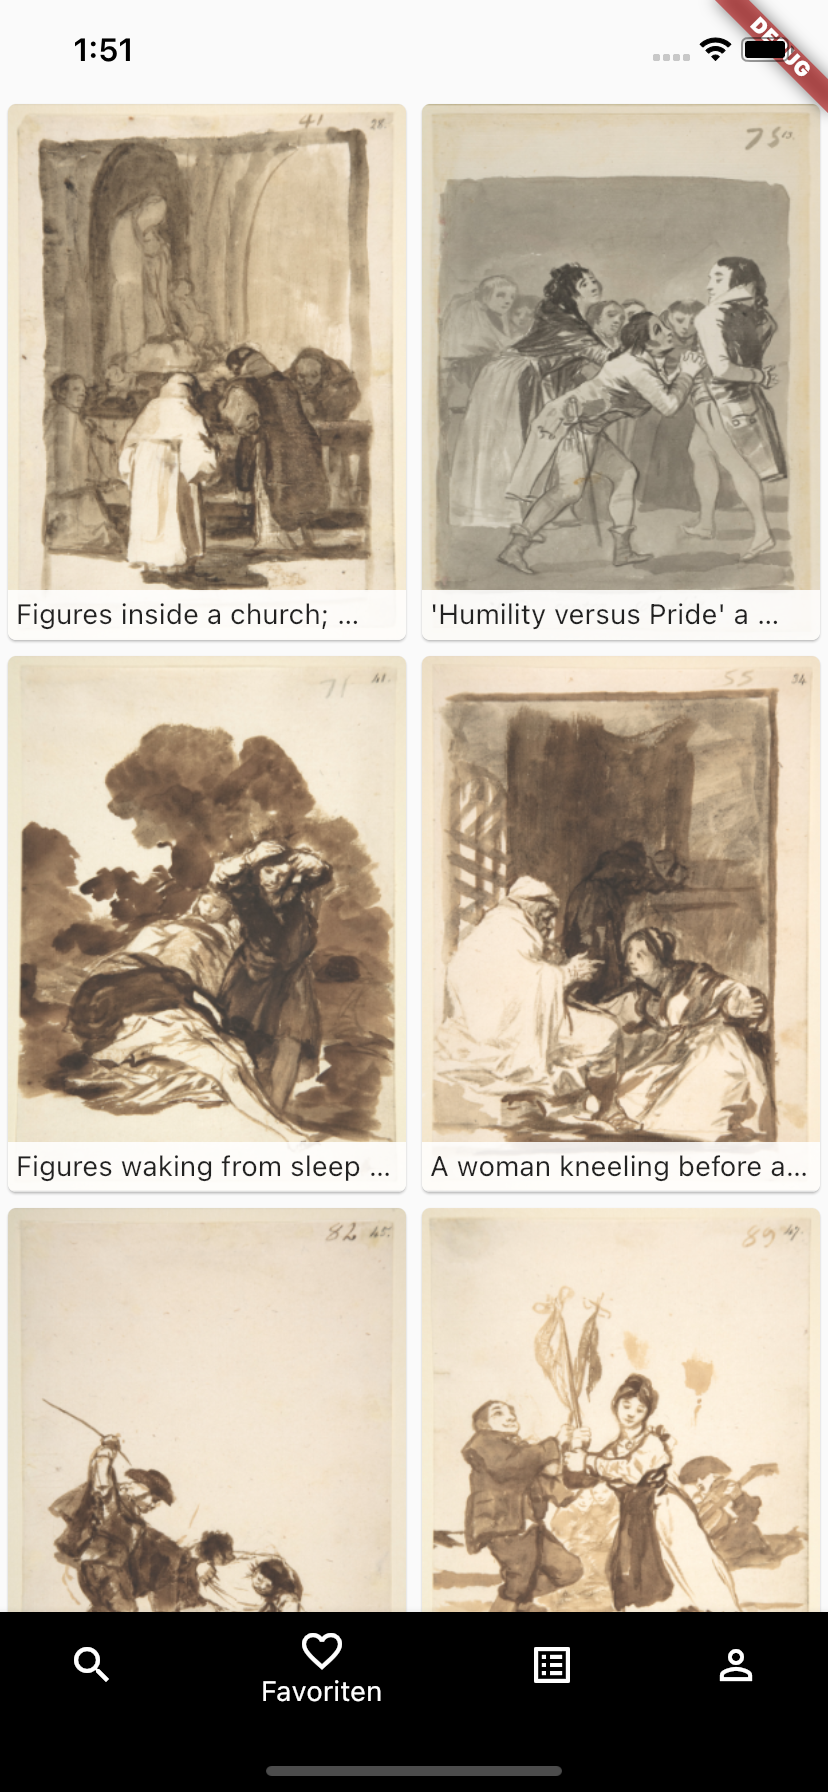 1:51
DEBUG
41 28.
75 13.
Figures inside a church; ...
'Humility versus Pride' a ...
71 41.
55 34
Figures waking from sleep ...
A woman kneeling before a...
82 45.
89 47.
Favoriten